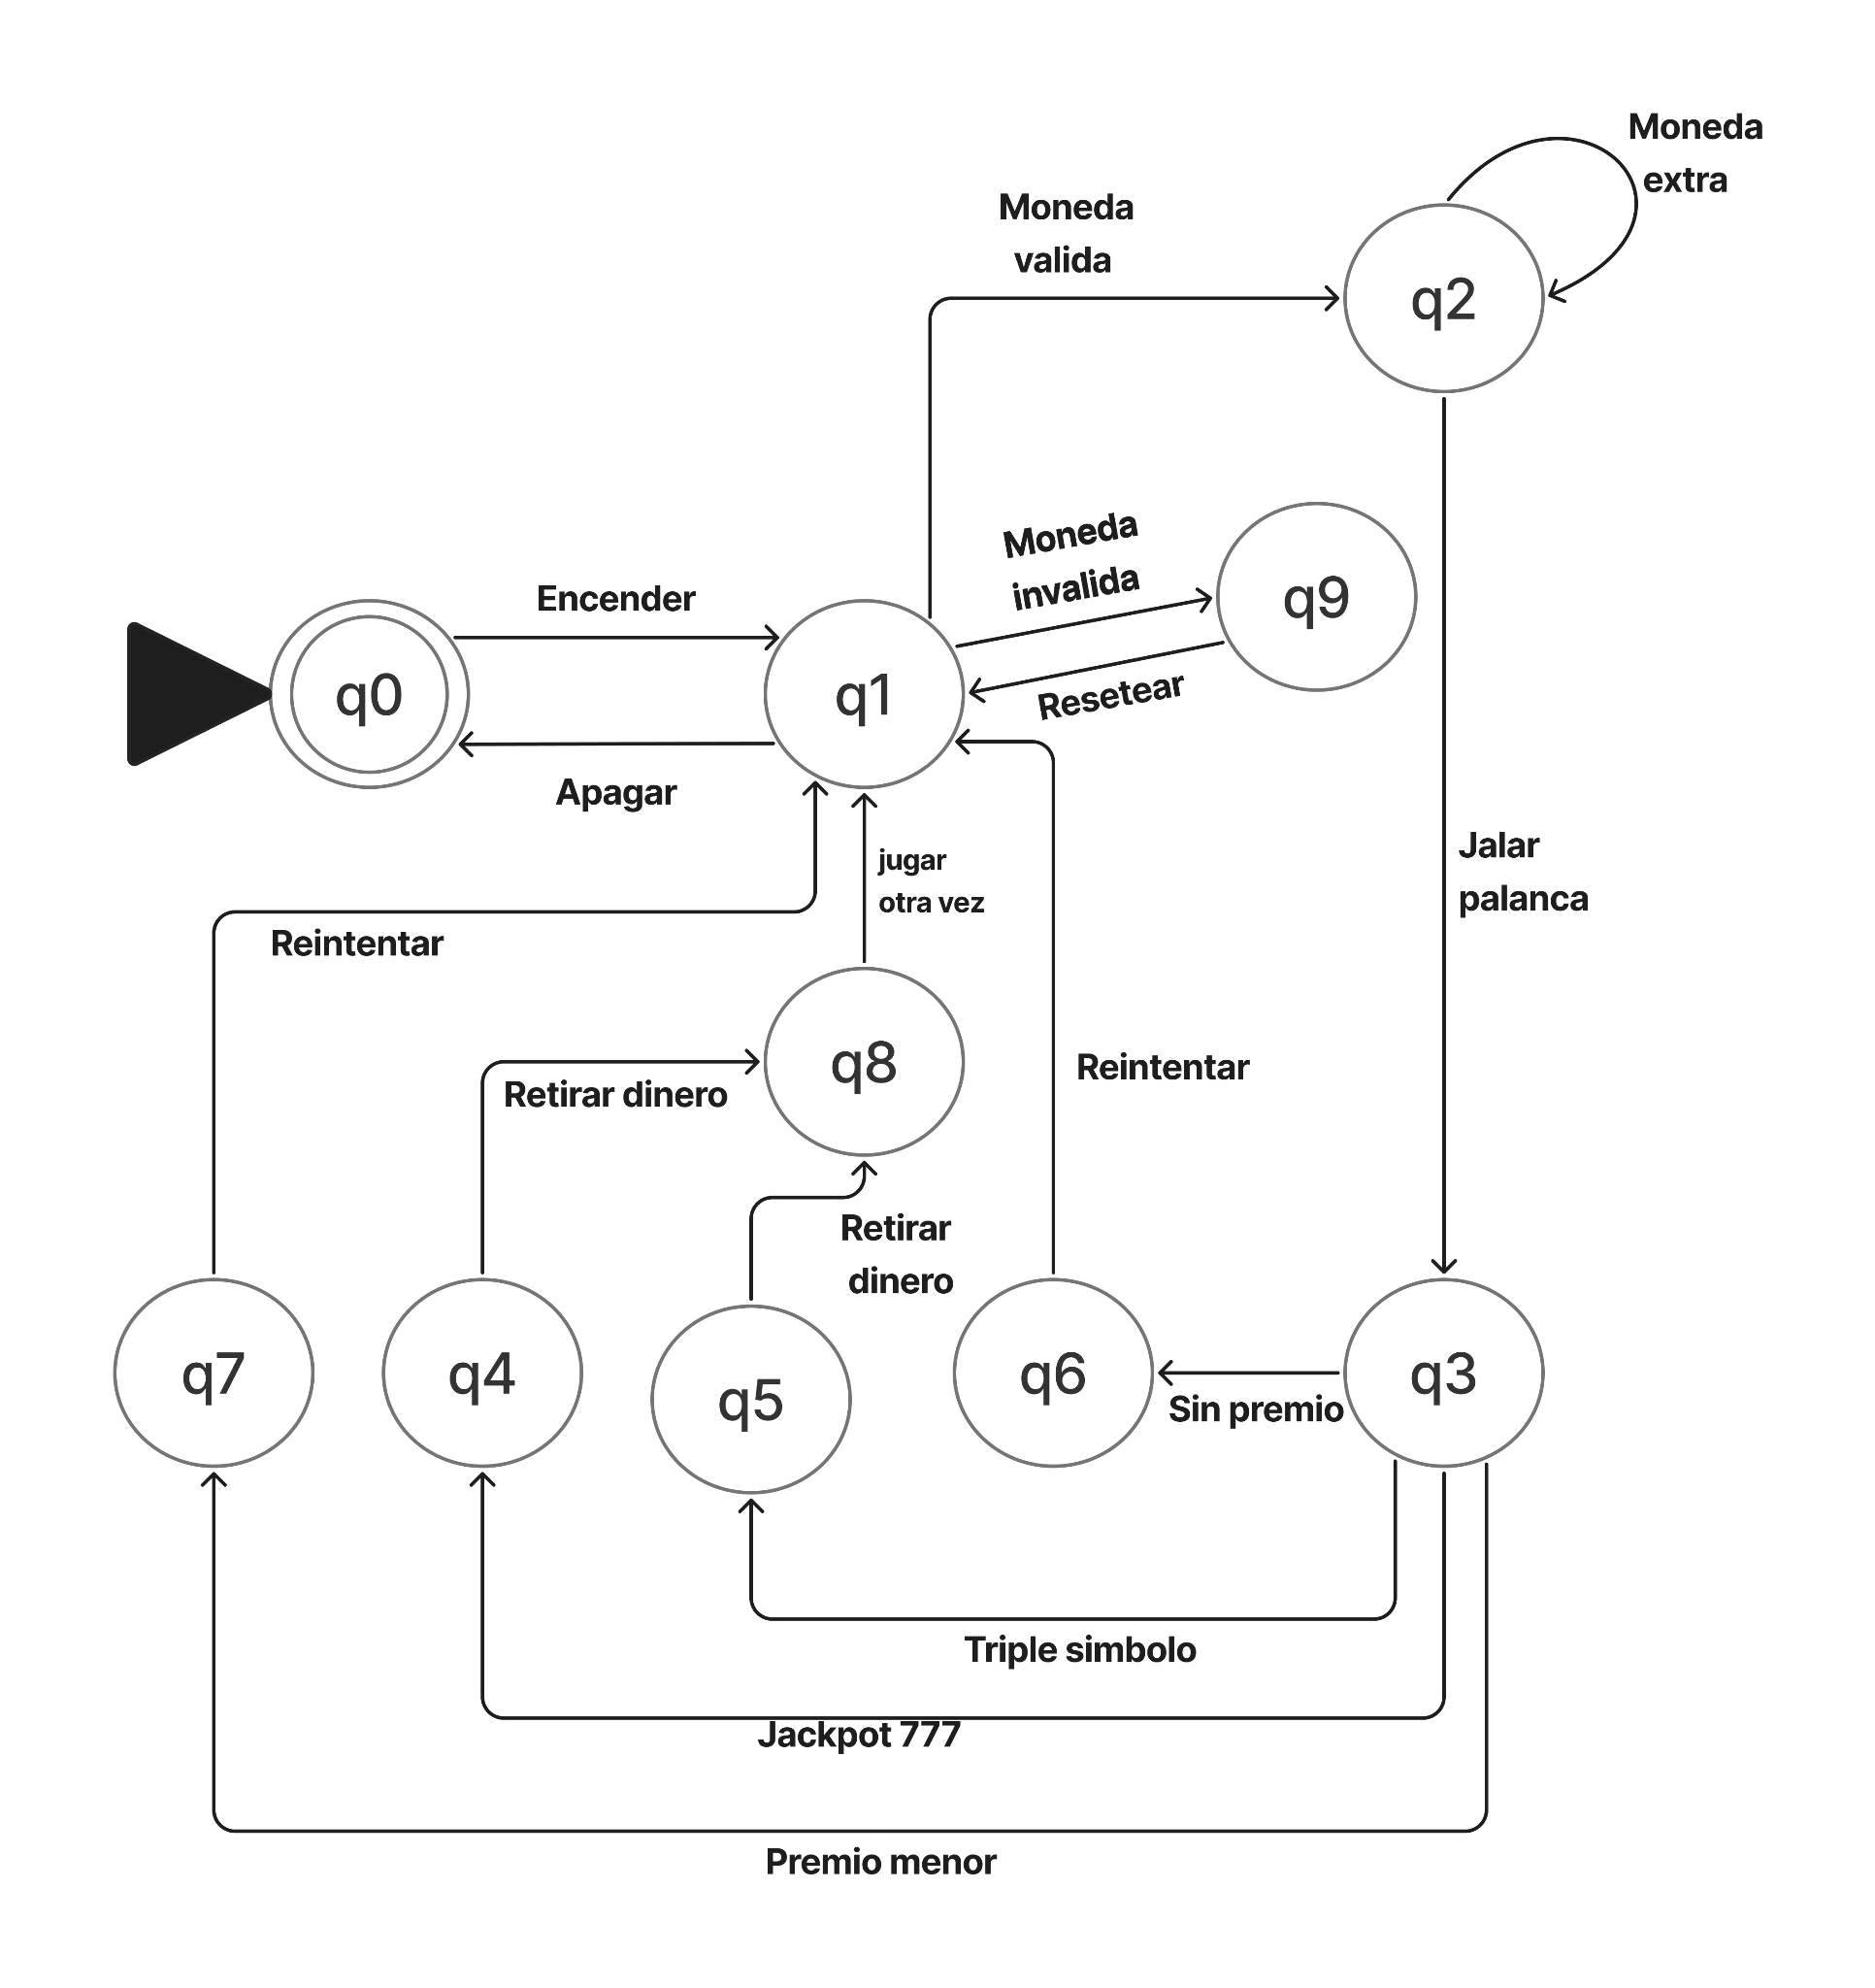 Moneda
extra
Moneda
valida
q2
Moneda
invalida
q9
Encender
q0
q1
Resetear
Apagar
Jalar
palanca
jugar
otra vez
Reintentar
q8
Retirar dinero
Reintentar
Retirar
dinero
q7
q4
q5
q6
q3
Sin premio
Triple simbolo
Jackpot 777
Premio menor